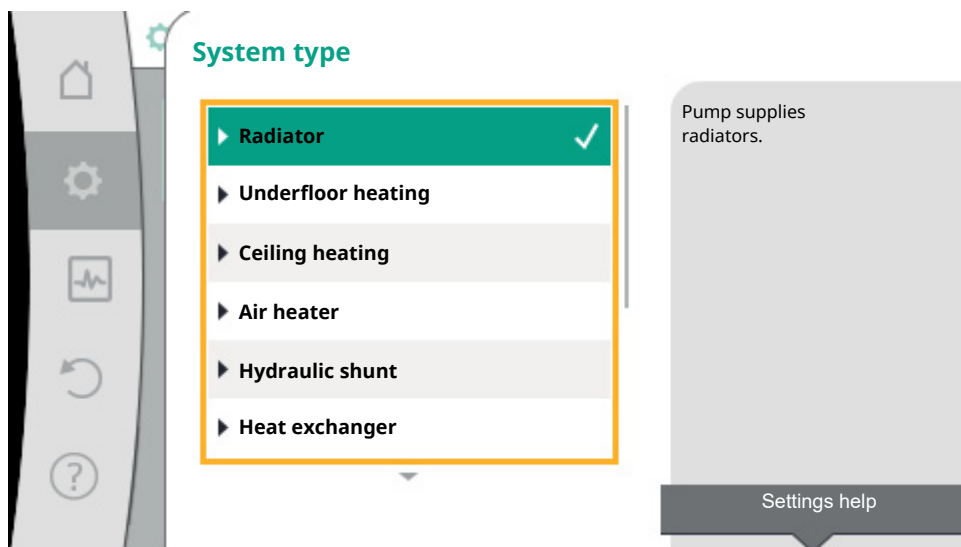 System type
Radiator
Underfloor heating
Ceiling heating
Air heater
Hydraulic shunt
Heat exchanger
Pump supplies
radiators.
Settings help
?